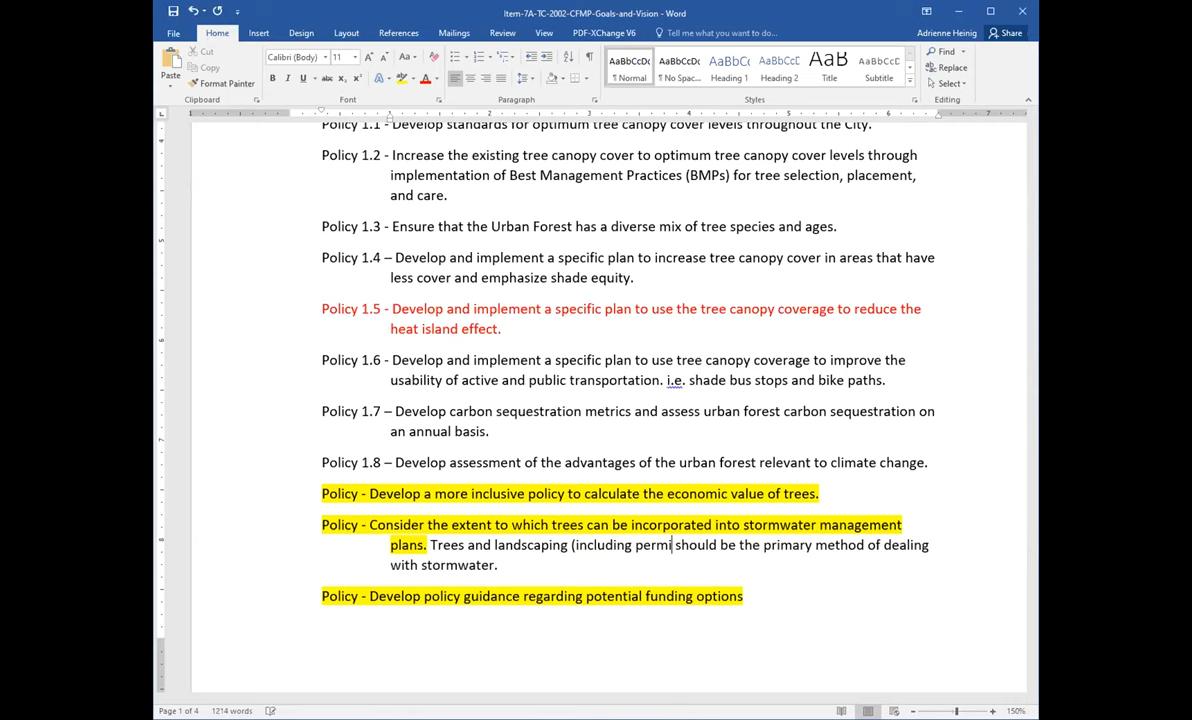 Item-7A-TC-2002-CFMP-Goals-and-Vision - Word
File Home Insert Design Layout References Mailings Review View PDF-XChange V6 Tell me what you want to do... Adrienne Heinig Share
Paste Cut Copy Format Painter
Calibri (Body) 11
AaBbCcDc AaBbCcDc AaBbCc AaBbCc AaB AaBbCcDc
¶ Normal ¶ No Spac... Heading 1 Heading 2 Title Subtitle
Find Replace Select
Clipboard Font Paragraph Styles Editing
Policy 1.1 - Develop standards for optimum tree canopy cover levels throughout the City.
Policy 1.2 - Increase the existing tree canopy cover to optimum tree canopy cover levels through
implementation of Best Management Practices (BMPs) for tree selection, placement,
and care.
Policy 1.3 - Ensure that the Urban Forest has a diverse mix of tree species and ages.
Policy 1.4 – Develop and implement a specific plan to increase tree canopy cover in areas that have
less cover and emphasize shade equity.
Policy 1.5 - Develop and implement a specific plan to use the tree canopy coverage to reduce the
heat island effect.
Policy 1.6 - Develop and implement a specific plan to use tree canopy coverage to improve the
usability of active and public transportation. i.e. shade bus stops and bike paths.
Policy 1.7 – Develop carbon sequestration metrics and assess urban forest carbon sequestration on
an annual basis.
Policy 1.8 – Develop assessment of the advantages of the urban forest relevant to climate change.
Policy - Develop a more inclusive policy to calculate the economic value of trees.
Policy - Consider the extent to which trees can be incorporated into stormwater management
plans. Trees and landscaping (including permi should be the primary method of dealing
with stormwater.
Policy - Develop policy guidance regarding potential funding options
Page 1 of 4 1214 words 150%